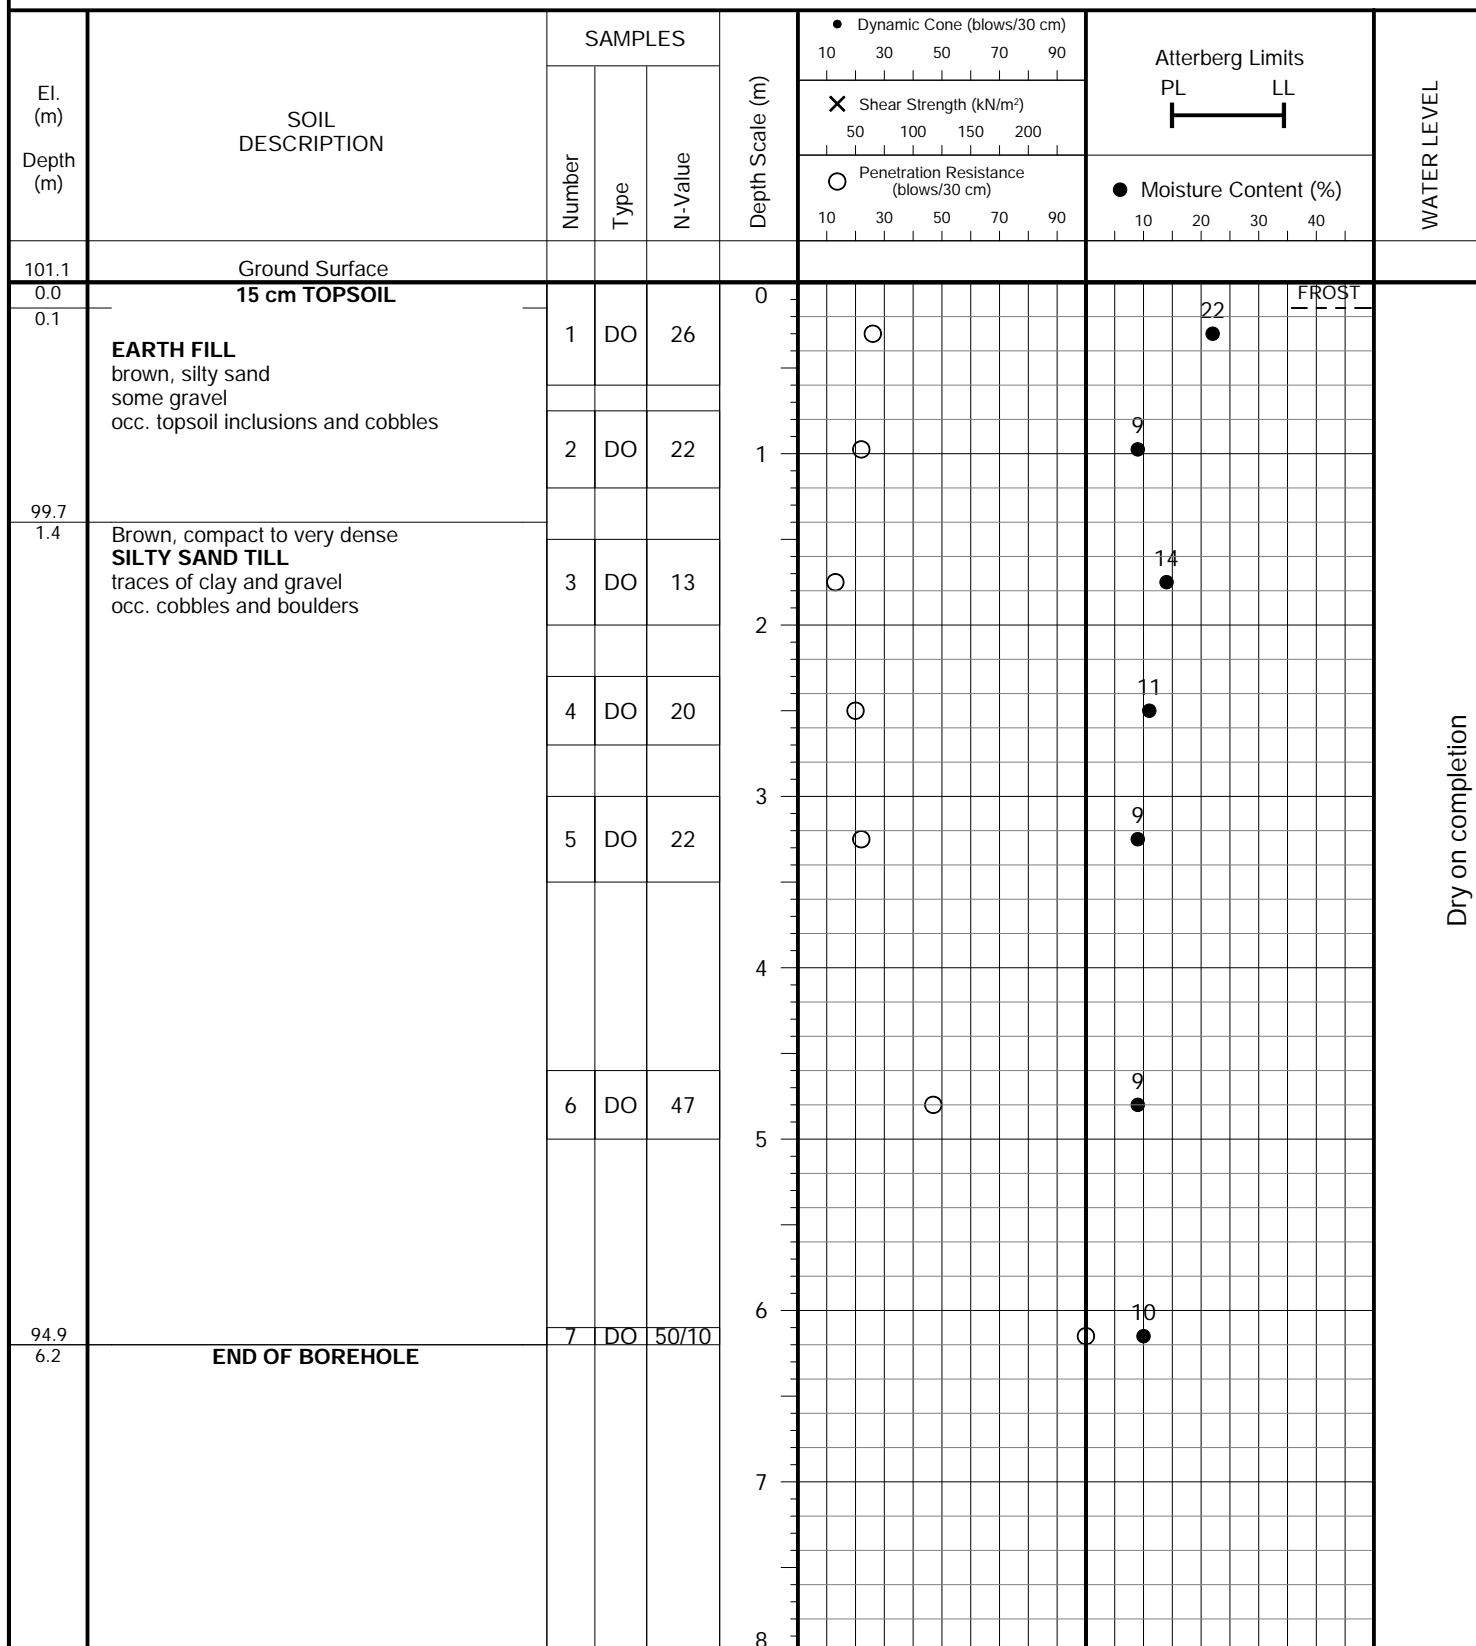 El.
(m)
Depth
(m)
SOIL
DESCRIPTION
SAMPLES
Number
Type
N-Value
Depth Scale (m)
Dynamic Cone (blows/30 cm)
10 30 50 70 90
Shear Strength (kN/m²)
50 100 150 200
Penetration Resistance
(blows/30 cm)
10 30 50 70 90
Atterberg Limits
PL LL
Moisture Content (%)
10 20 30 40
WATER LEVEL
101.1 Ground Surface
0.0 15 cm TOPSOIL 0 FROST
0.1
22
1 DO 26
EARTH FILL
brown, silty sand
some gravel
occ. topsoil inclusions and cobbles
9
2 DO 22 1
99.7
1.4 Brown, compact to very dense
SILTY SAND TILL
14
traces of clay and gravel 3 DO 13
occ. cobbles and boulders
2
11
4 DO 20
3
9
5 DO 22
Dry on completion
4
9
6 DO 47
5
6 10
94.9 7 DO 50/10
6.2 END OF BOREHOLE
7
8